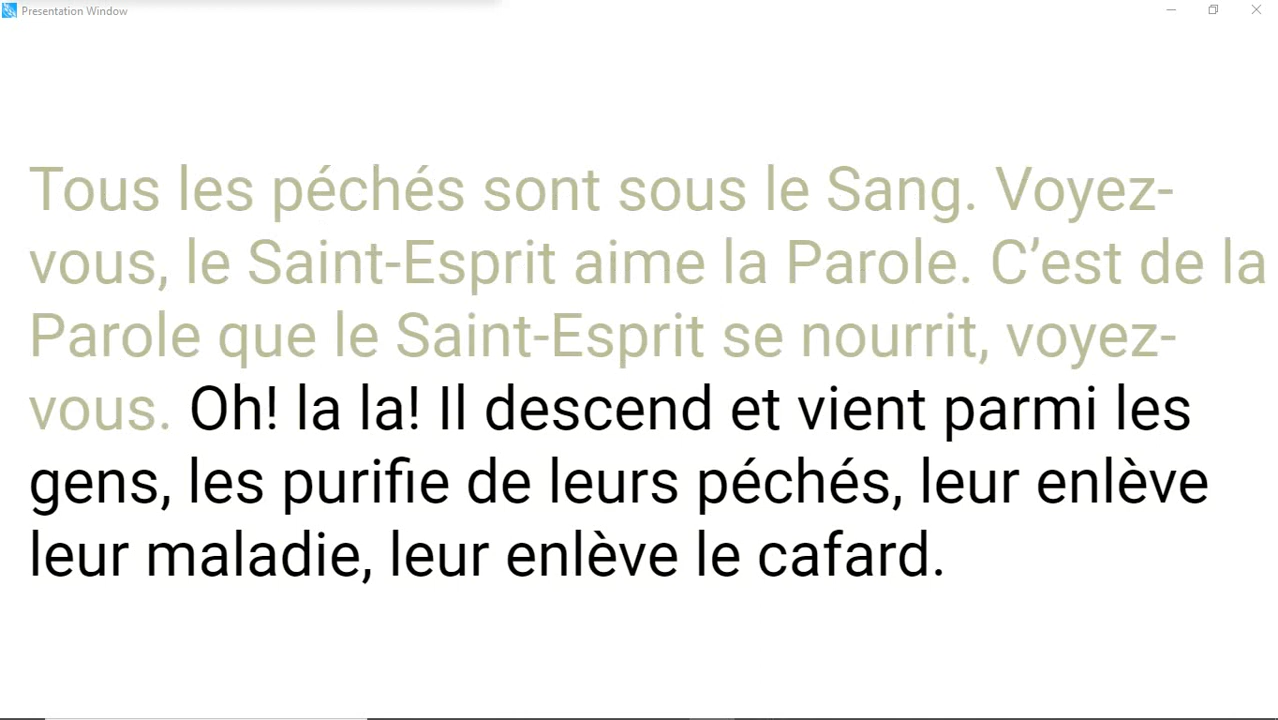 Presentation Window
Tous les péchés sont sous le Sang. Voyez-
vous, le Saint-Esprit aime la Parole. C’est de la
Parole que le Saint-Esprit se nourrit, voyez-
vous. Oh! la la! Il descend et vient parmi les
gens, les purifie de leurs péchés, leur enlève
leur maladie, leur enlève le cafard.